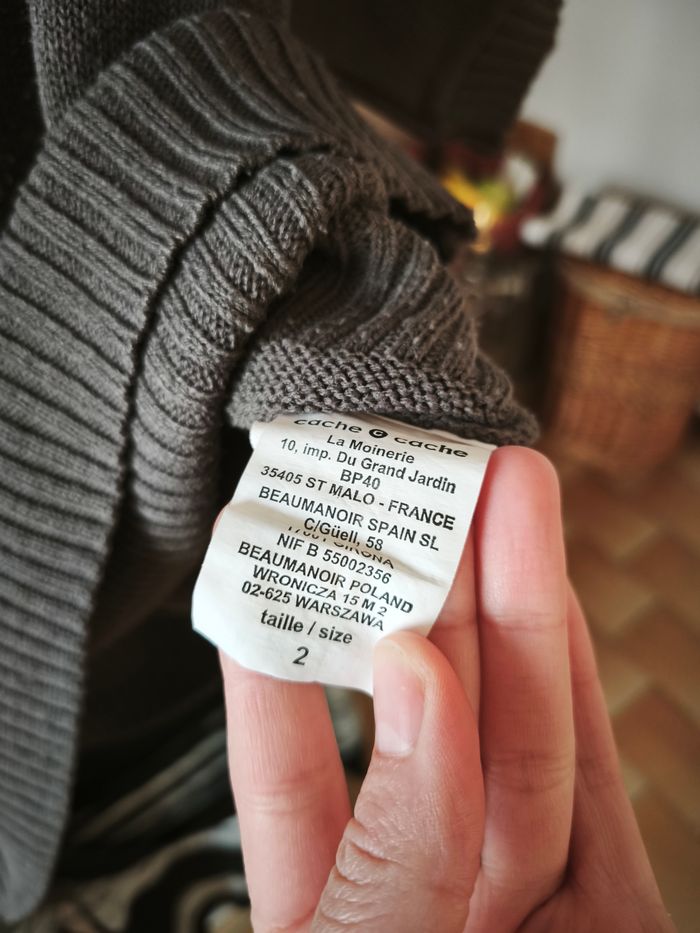 cache c cache
La Moinerie
10, imp. Du Grand Jardin
BP40
35405 ST MALO - FRANCE
BEAUMANOIR SPAIN SL
C/Güell, 58
NIF B 55002356
BEAUMANOIR POLAND
WRONICZA 15 M 2
02-625 WARSZAWA
taille / size
2